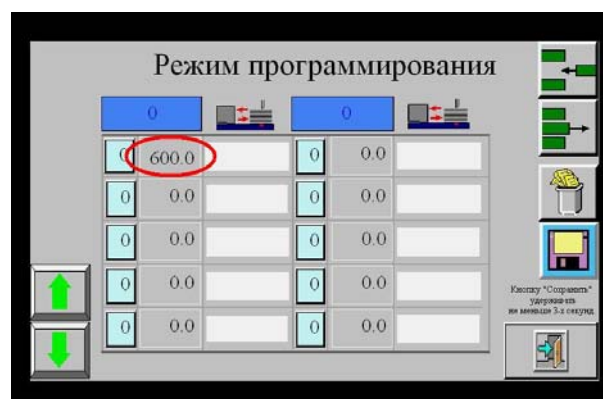 Режим программирования
0 0
0 600.0 0 0.0
0 0.0 0 0.0
0 0.0 0 0.0
0 0.0 0 0.0
0 0.0 0 0.0
Кнопку "Сохранить"
удерживать
не меньше 3-х секунд